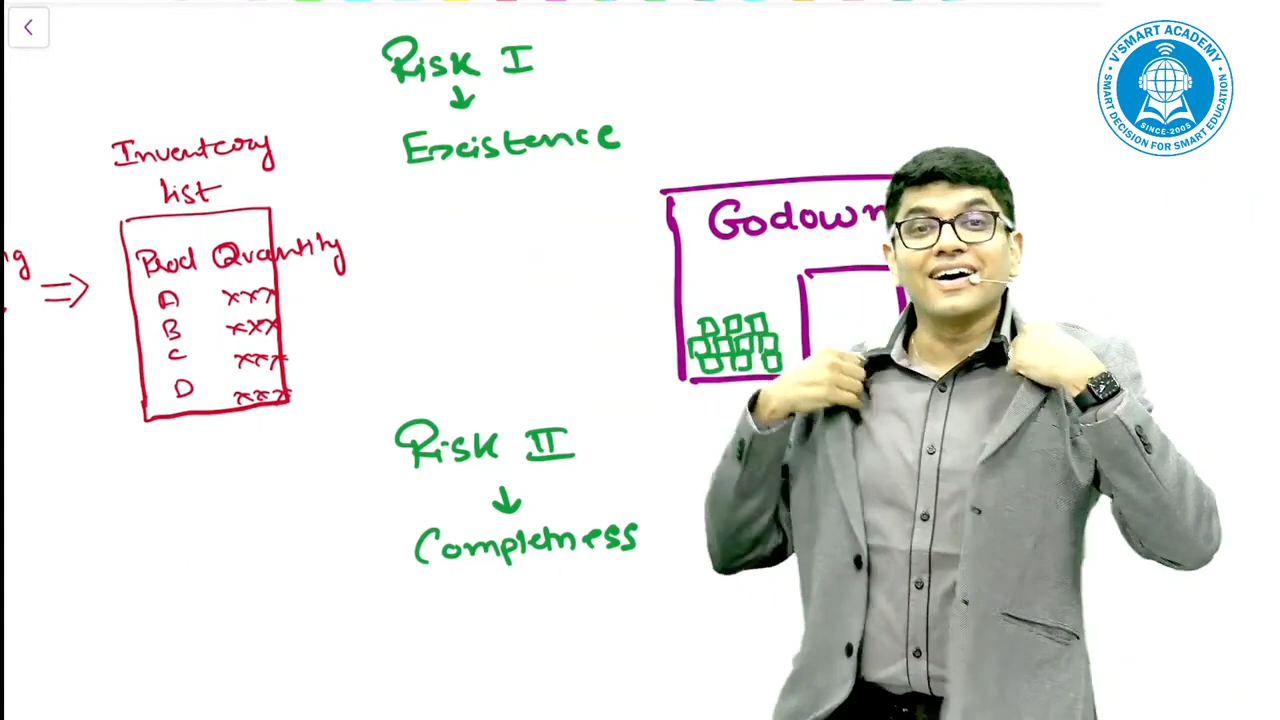 Risk I
↓
Existence
Inventory
list
Prod Quantity
A xxx
B xxx
C xxx
D xxx
⇒
Godown
Risk II
↓
Completness
V'SMART ACADEMY
SINCE-2005
SMART DECISION FOR SMART EDUCATION